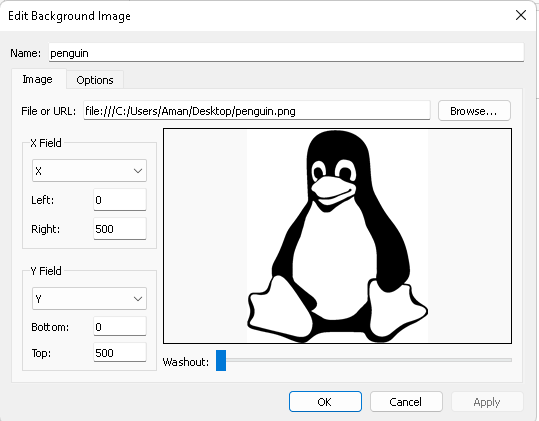 Edit Background Image
Name: penguin
Image Options
File or URL: file:///C:/Users/Aman/Desktop/penguin.png Browse...
X Field
X
Left: 0
Right: 500
Y Field
Y
Bottom: 0
Top: 500
Washout:
OK Cancel Apply